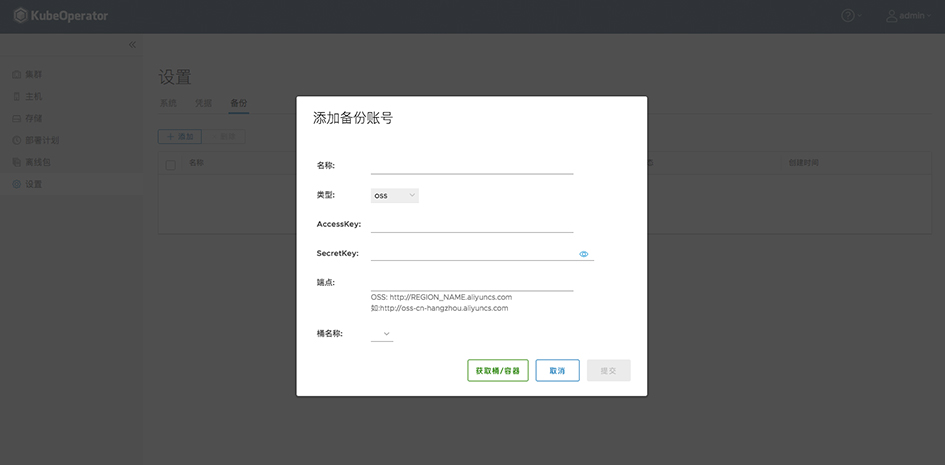 KubeOperator
admin
集群
主机
存储
部署计划
离线包
设置
设置
系统
凭据
备份
+ 添加
名称
创建时间
添加备份账号
名称:
类型:
oss
AccessKey:
SecretKey:
端点:
OSS: http://REGION_NAME.aliyuncs.com
如:http://oss-cn-hangzhou.aliyuncs.com
桶名称:
获取桶/容器
取消
提交